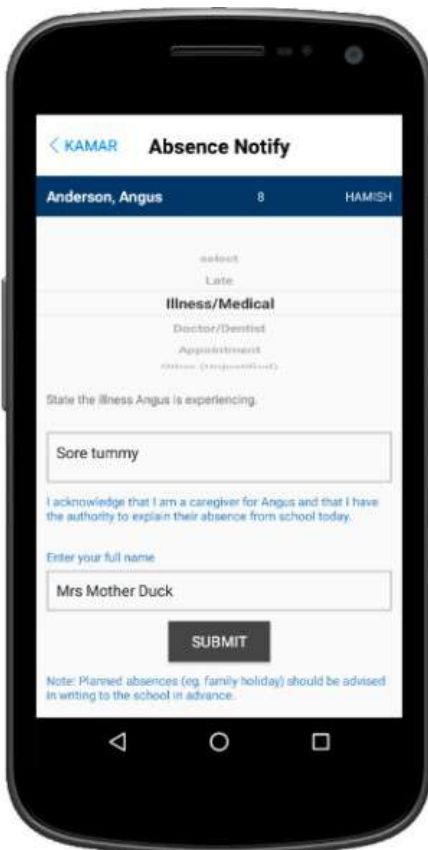 < KAMAR Absence Notify
Anderson, Angus 8 HAMISH
select
Late
Illness/Medical
Doctor/Dentist
Appointment
Other (Unjustified)
State the illness Angus is experiencing.
Sore tummy
I acknowledge that I am a caregiver for Angus and that I have
the authority to explain their absence from school today.
Enter your full name
Mrs Mother Duck
SUBMIT
Note: Planned absences (eg. family holiday) should be advised
in writing to the school in advance.